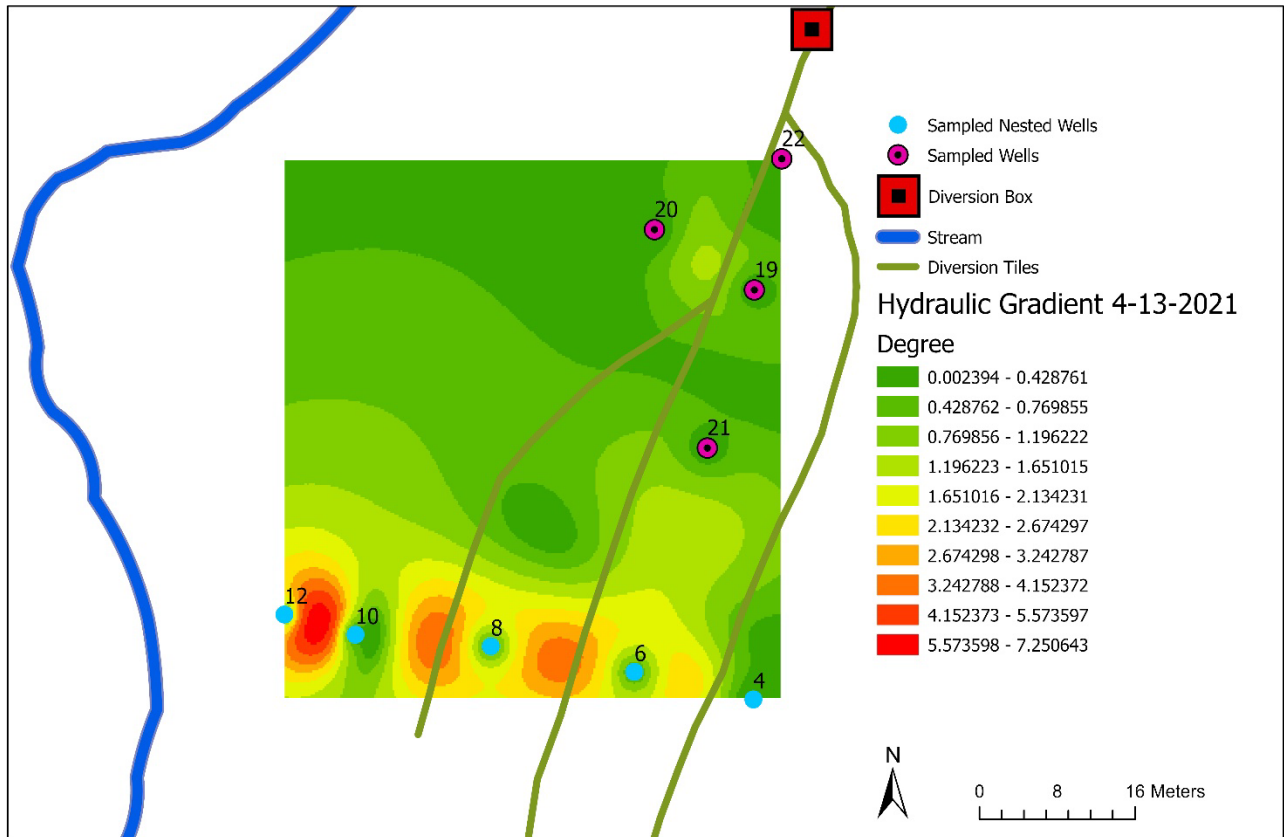 22
20
19
21
12
10
8
6
4
Sampled Nested Wells
Sampled Wells
Diversion Box
Stream
Diversion Tiles
Hydraulic Gradient 4-13-2021
Degree
0.002394 - 0.428761
0.428762 - 0.769855
0.769856 - 1.196222
1.196223 - 1.651015
1.651016 - 2.134231
2.134232 - 2.674297
2.674298 - 3.242787
3.242788 - 4.152372
4.152373 - 5.573597
5.573598 - 7.250643
N
0 8 16 Meters